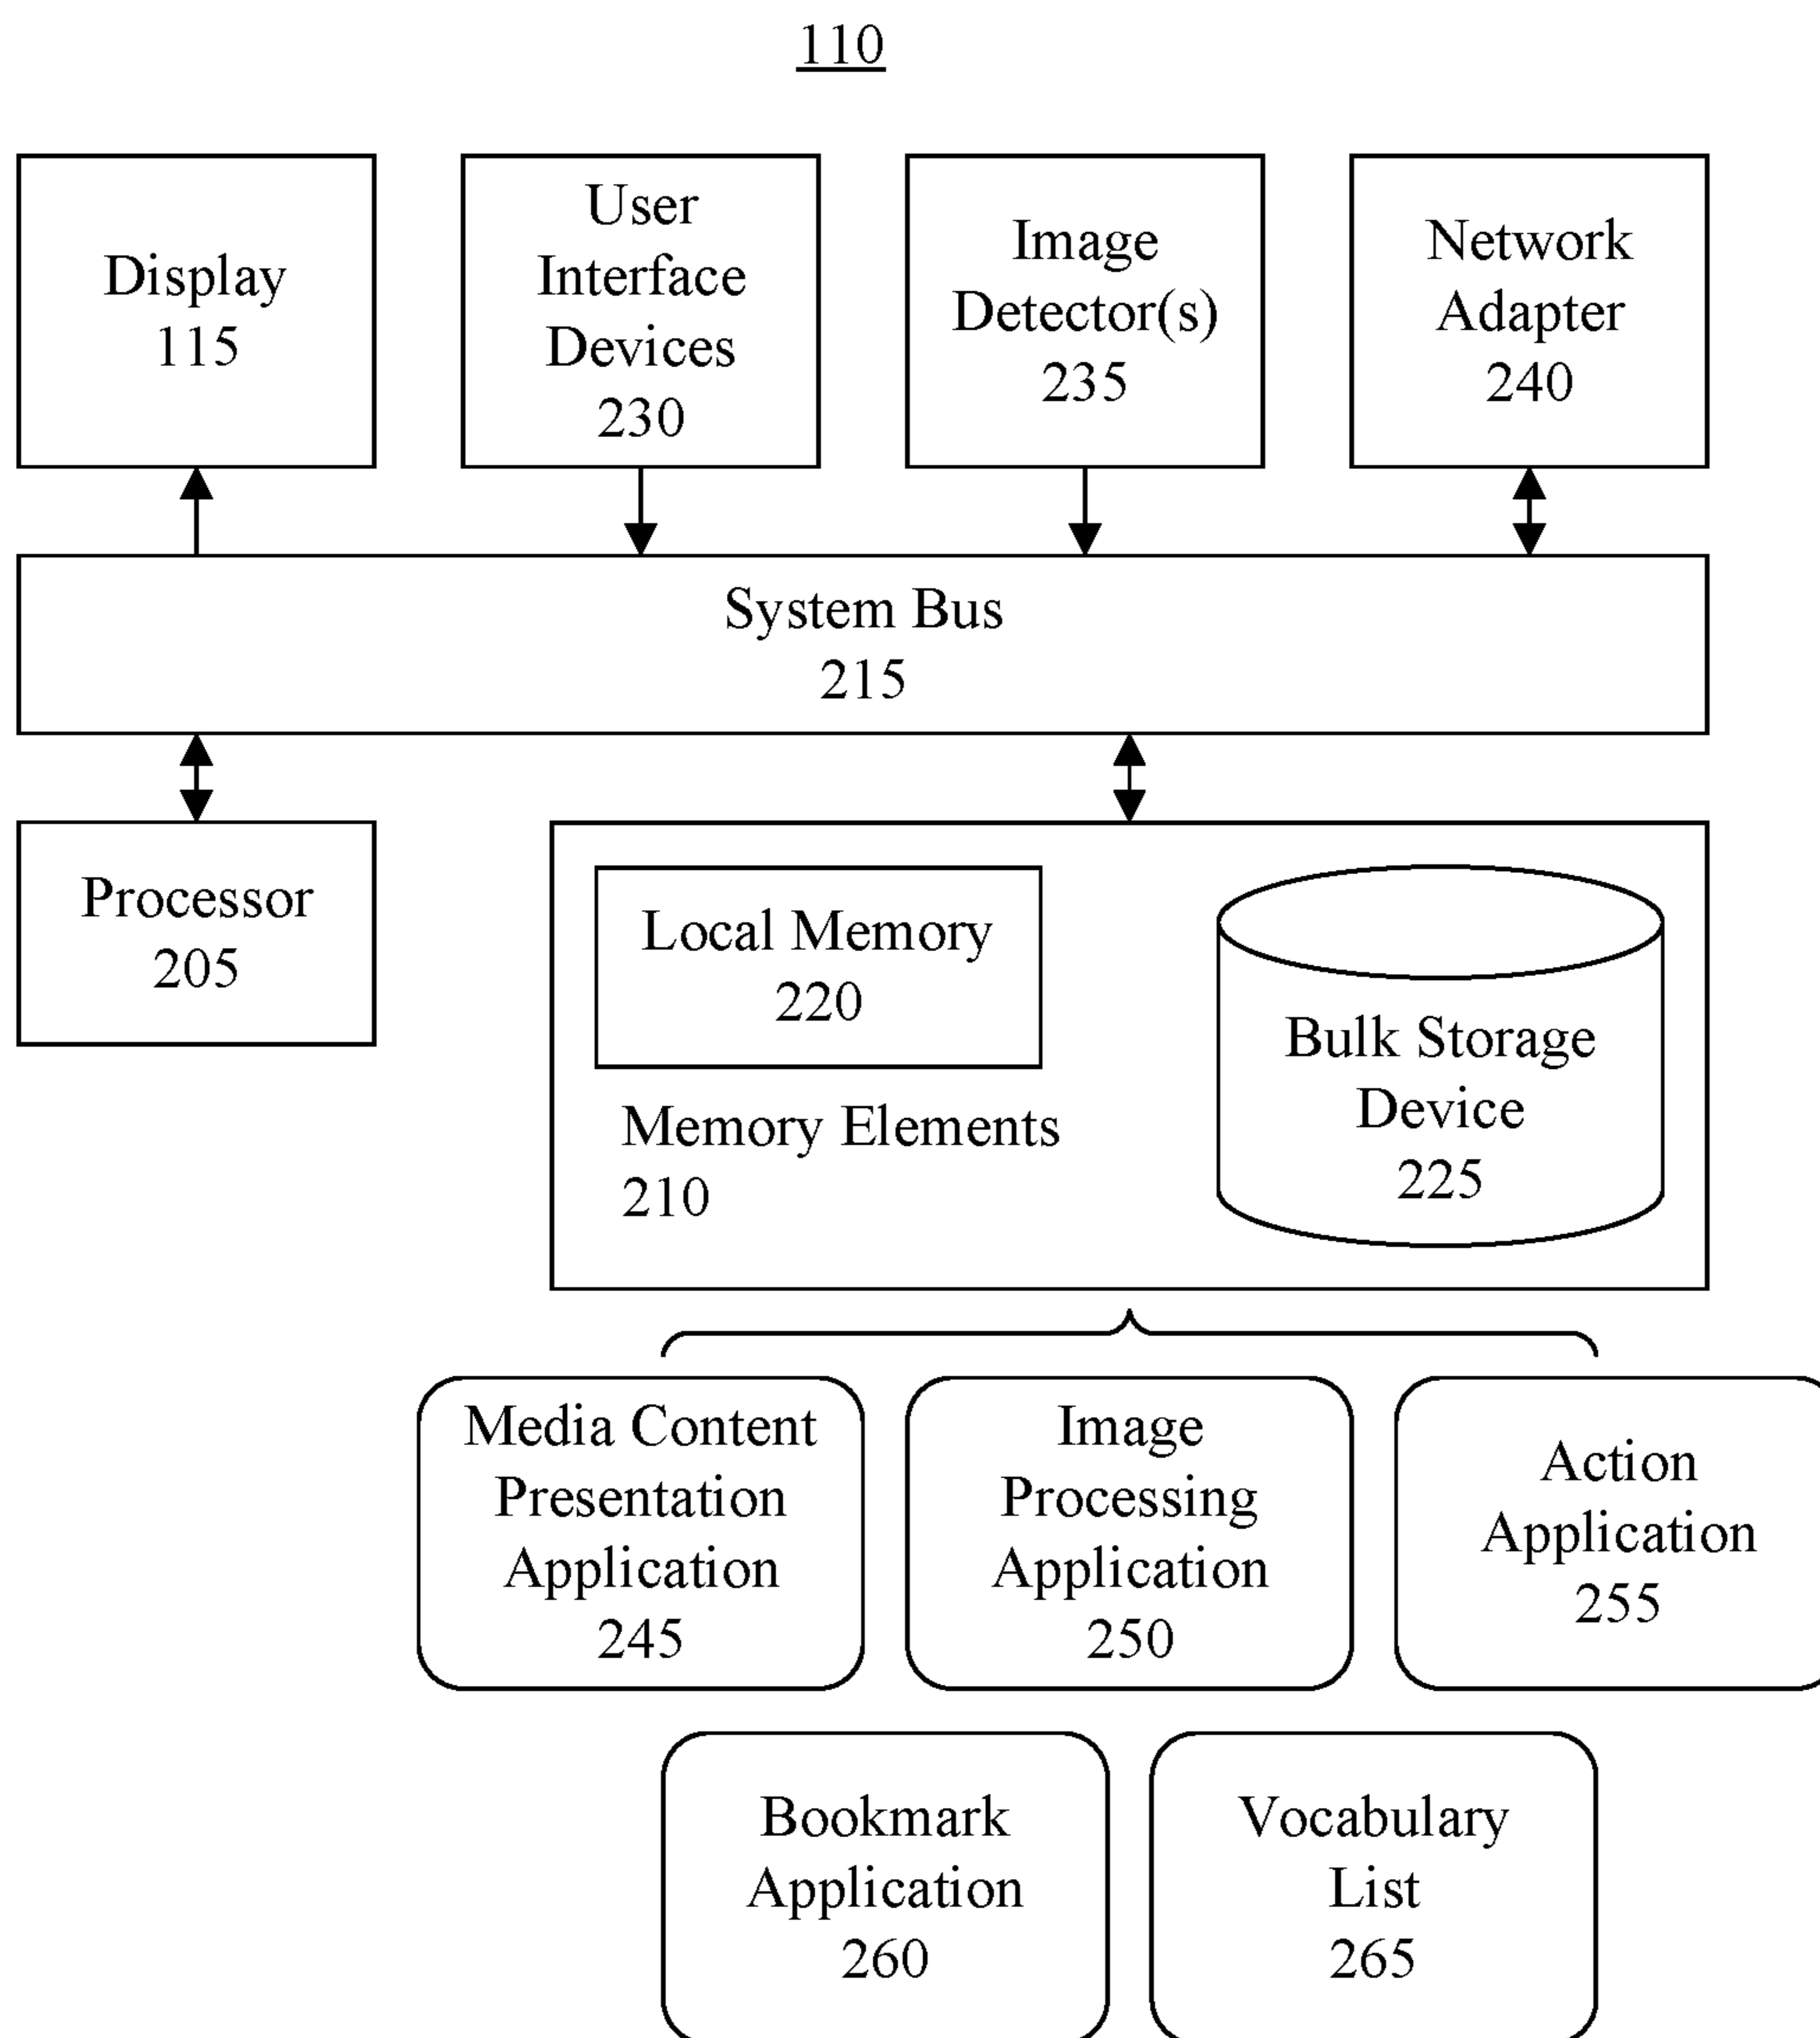 110
Display
115
User
Interface
Devices
230
Image
Detector(s)
235
Network
Adapter
240
System Bus
215
Processor
205
Local Memory
220
Memory Elements
210
Bulk Storage
Device
225
Media Content
Presentation
Application
245
Image
Processing
Application
250
Action
Application
255
Bookmark
Application
260
Vocabulary
List
265